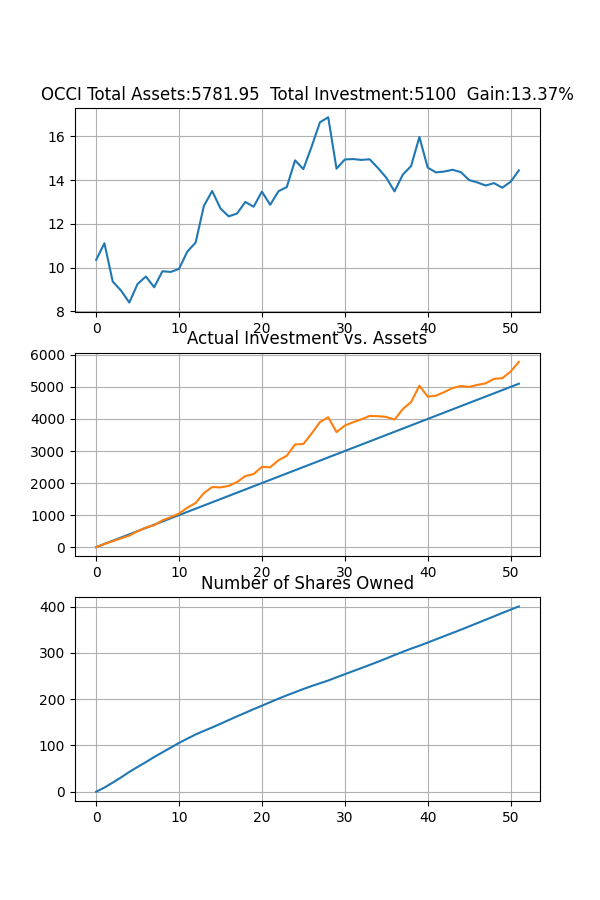 OCCI Total Assets:5781.95  Total Investment:5100  Gain:13.37%
16
14
12
10
8
0 10 20 30 40 50
Actual Investment vs. Assets
6000
5000
4000
3000
2000
1000
0
0 10 20 30 40 50
Number of Shares Owned
400
300
200
100
0
0 10 20 30 40 50